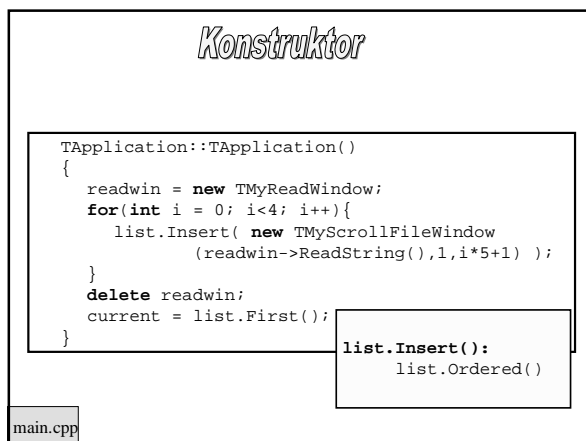 Konstruktor
TApplication::TApplication()
{
readwin = new TMyReadWindow;
for(int i = 0; i<4; i++){
list.Insert( new TMyScrollFileWindow
(readwin->ReadString(),1,i*5+1) );
}
delete readwin;
current = list.First();
}
list.Insert():
list.Ordered()
main.cpp